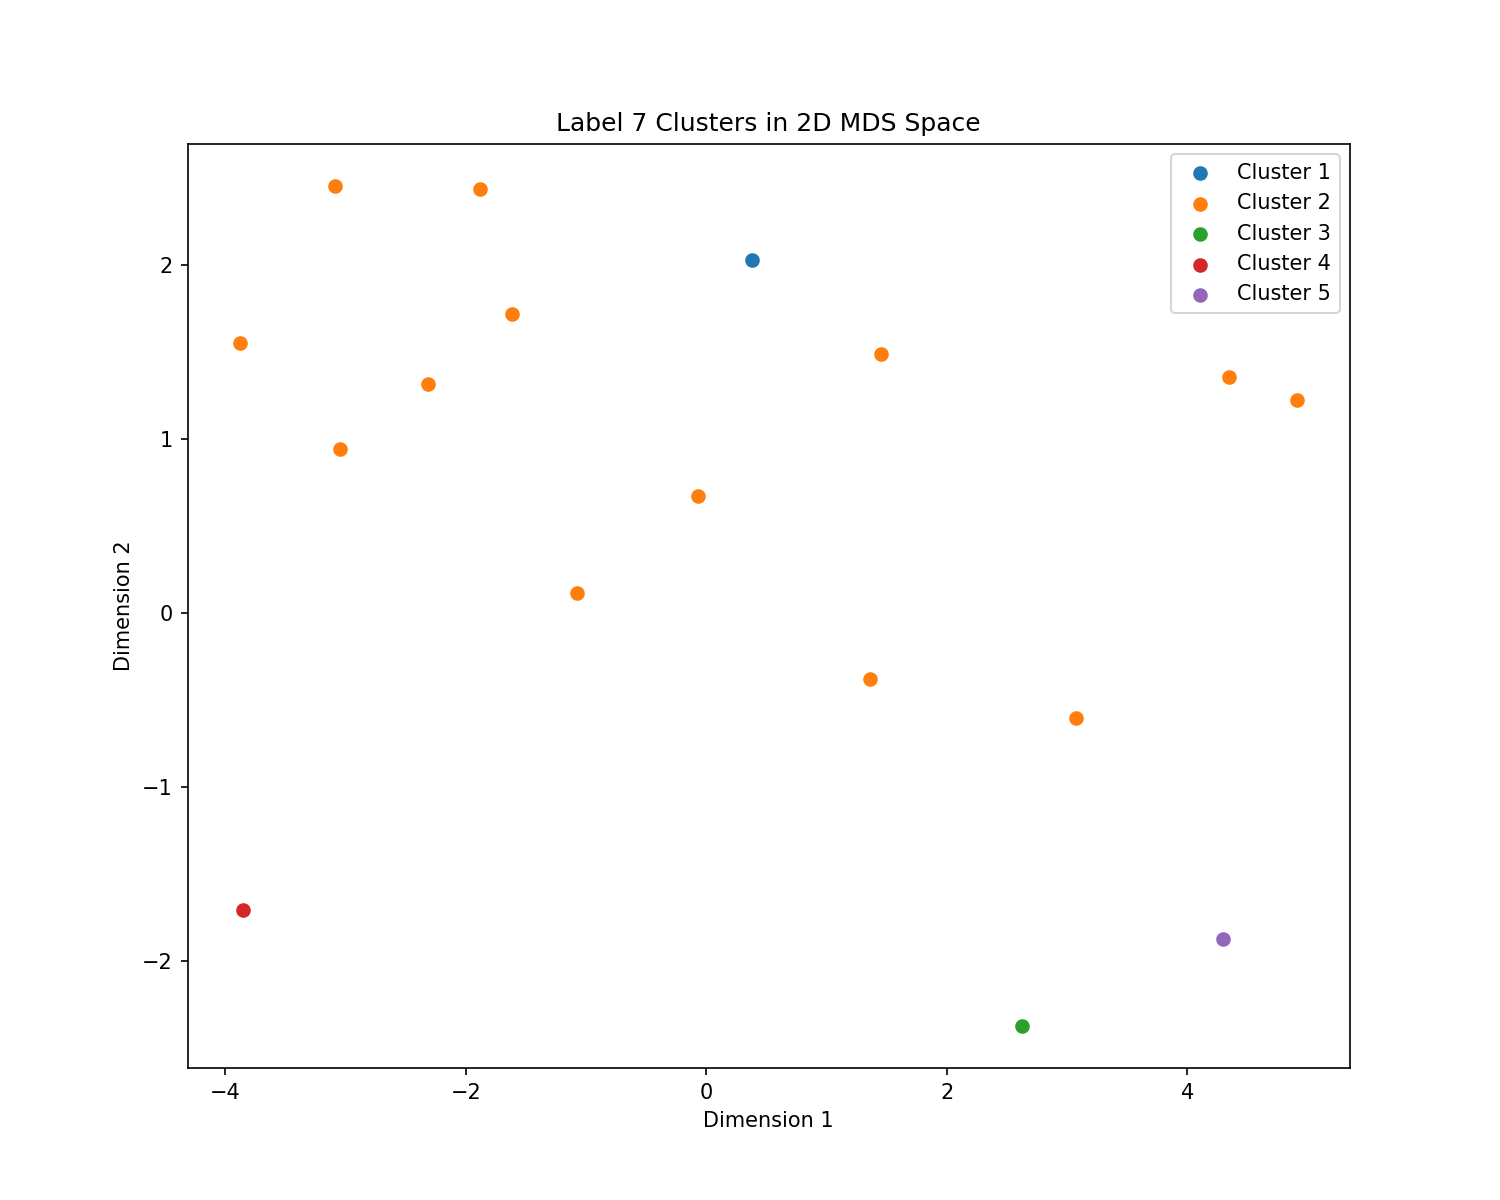 Label 7 Clusters in 2D MDS Space
Cluster 1
Cluster 2
Cluster 3
Cluster 4
Cluster 5
2
1
0
−1
−2
Dimension 2
−4
−2
0
2
4
Dimension 1